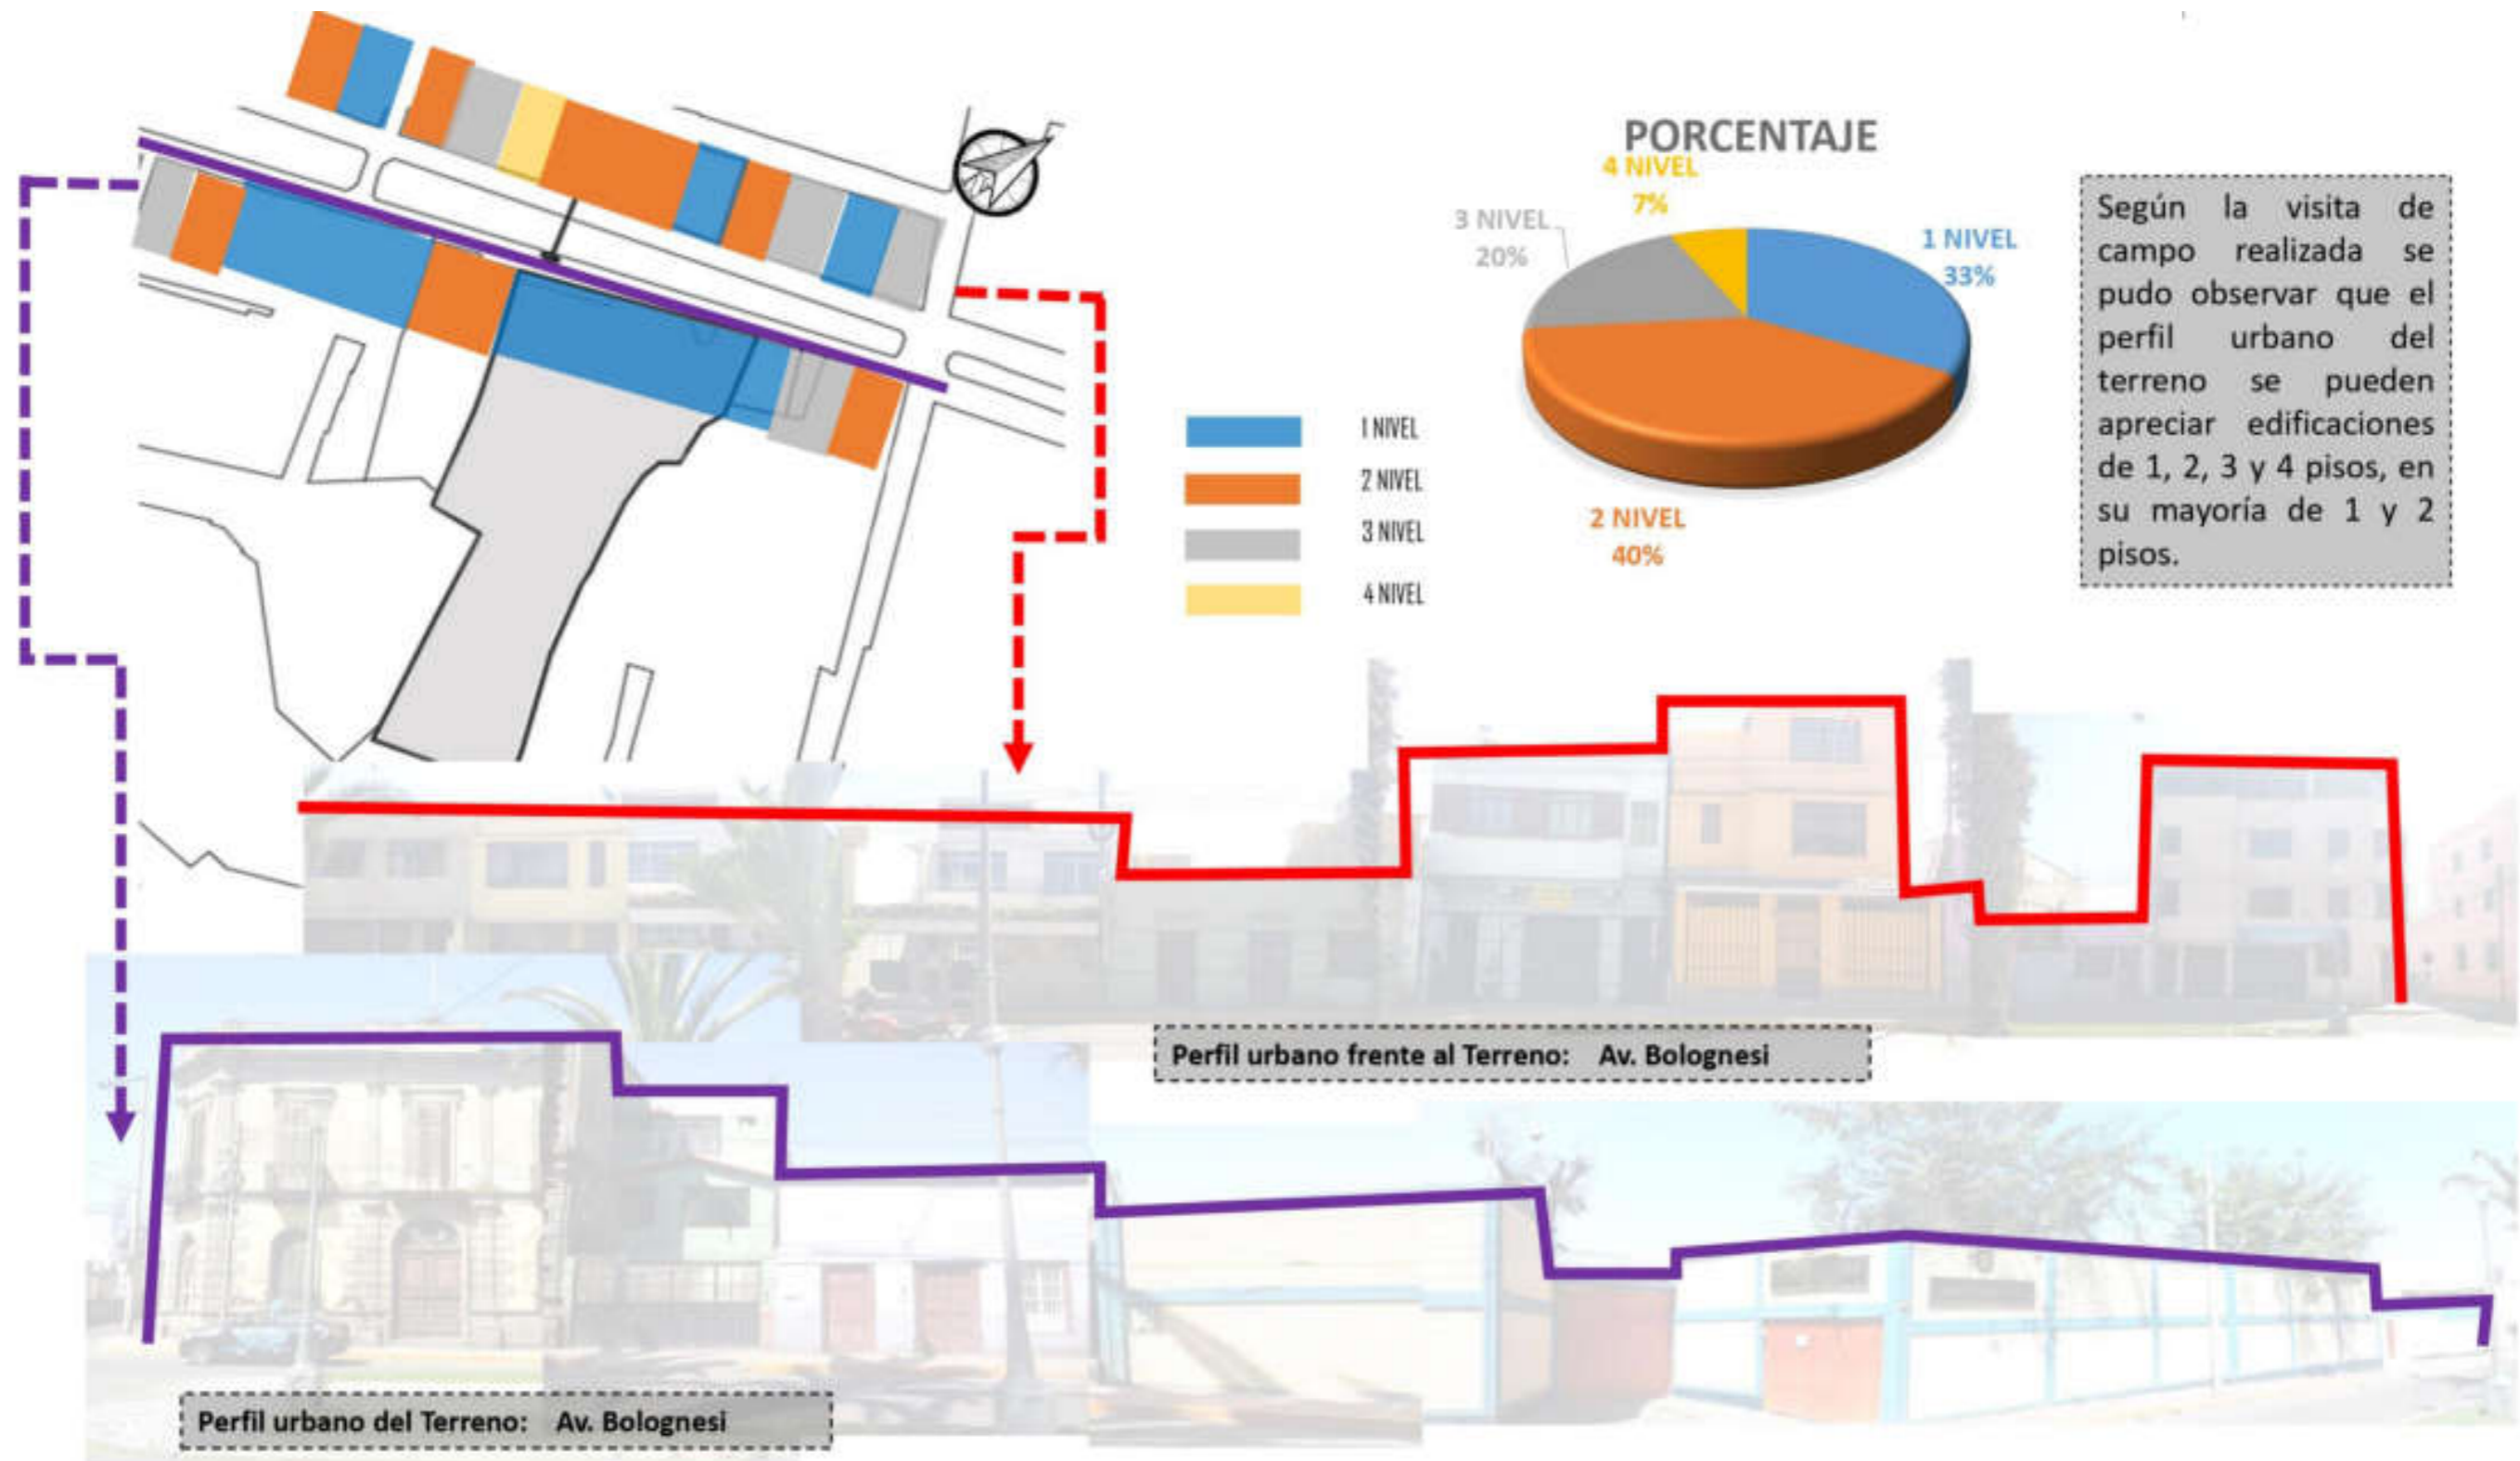 PORCENTAJE
4 NIVEL
7%
3 NIVEL
20%
1 NIVEL
33%
2 NIVEL
40%
1 NIVEL
2 NIVEL
3 NIVEL
4 NIVEL
Según la visita de
campo realizada se
pudo observar que el
perfil urbano del
terreno se pueden
apreciar edificaciones
de 1, 2, 3 y 4 pisos, en
su mayoría de 1 y 2
pisos.
Perfil urbano frente al Terreno: Av. Bolognesi
Perfil urbano del Terreno: Av. Bolognesi